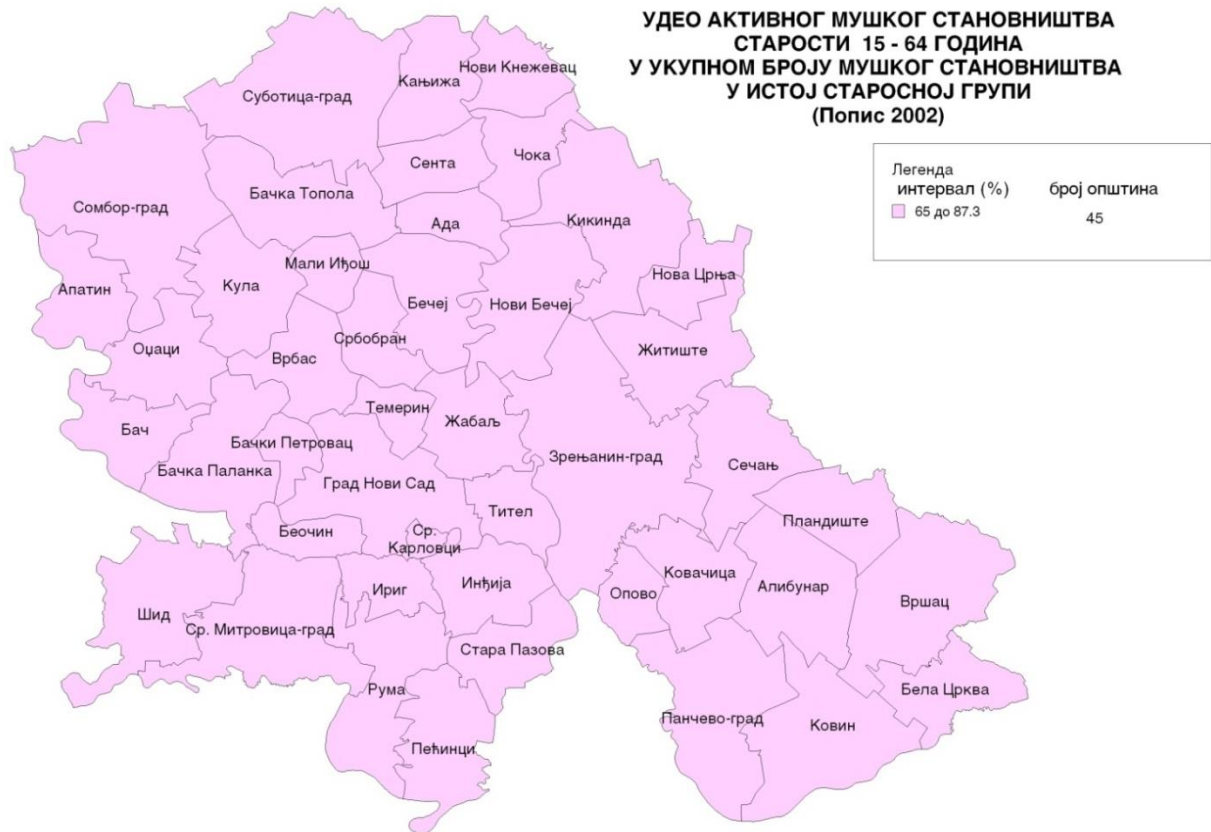 УДЕО АКТИВНОГ МУШКОГ СТАНОВНИШТВА
СТАРОСТИ 15 - 64 ГОДИНА
У УКУПНОМ БРОЈУ МУШКОГ СТАНОВНИШТВА
У ИСТОЈ СТАРОСНОЈ ГРУПИ
(Попис 2002)
Легенда
интервал (%) број општина
65 до 87.3 45
Суботица-град
Кањижа
Нови Кнежевац
Сента
Чока
Бачка Топола
Сомбор-град
Ада
Кикинда
Мали Иђош
Нова Црња
Апатин
Кула
Бечеј
Нови Бечеј
Србобран
Оџаци
Врбас
Житиште
Темерин
Жабаљ
Бач
Бачки Петровац
Бачка Паланка
Зрењанин-град
Сечањ
Град Нови Сад
Тител
Пландиште
Беочин
Ср.
Карловци
Ковачица
Инђија
Ириг
Опово
Алибунар
Вршац
Шид
Ср. Митровица-град
Стара Пазова
Рума
Бела Црква
Панчево-град
Ковин
Пећинци